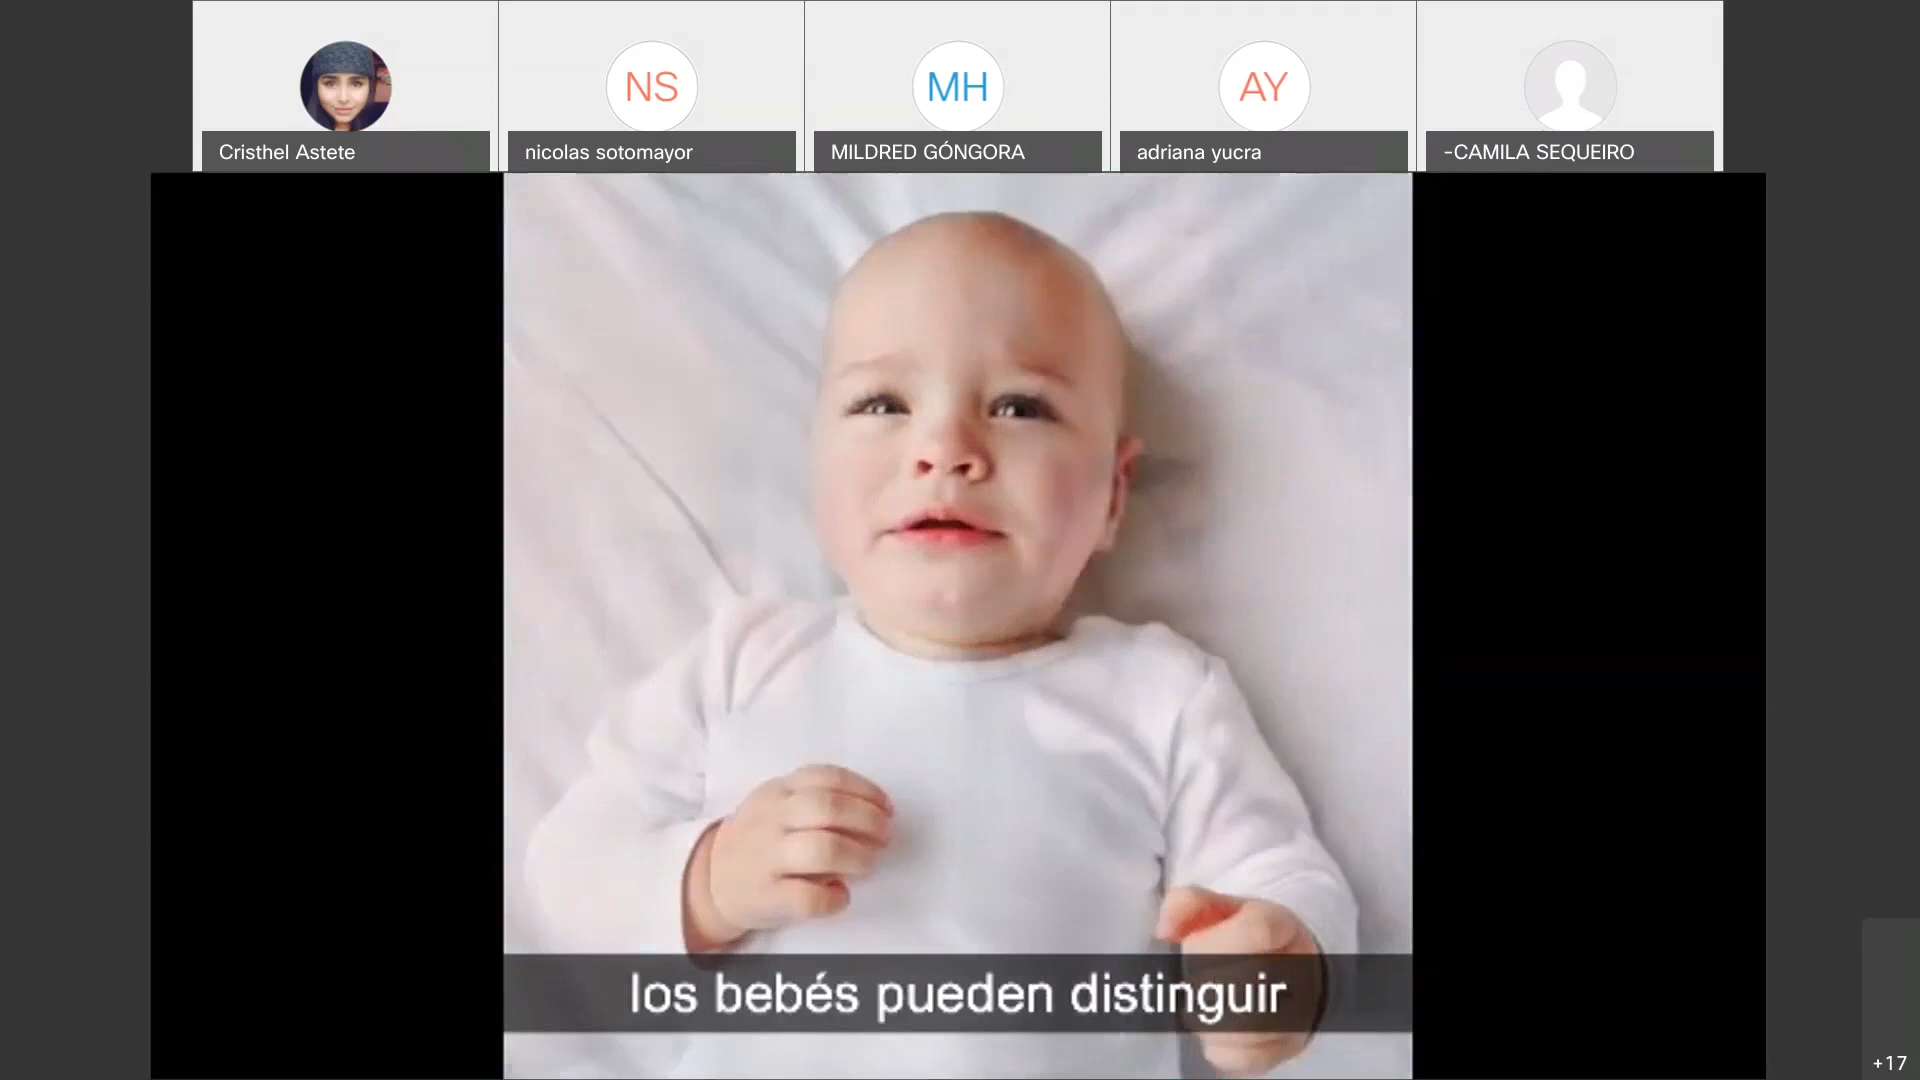 NS
MH
AY
Cristhel Astete
nicolas sotomayor
MILDRED GÓNGORA
adriana yucra
-CAMILA SEQUEIRO
los bebés pueden distinguir
+17